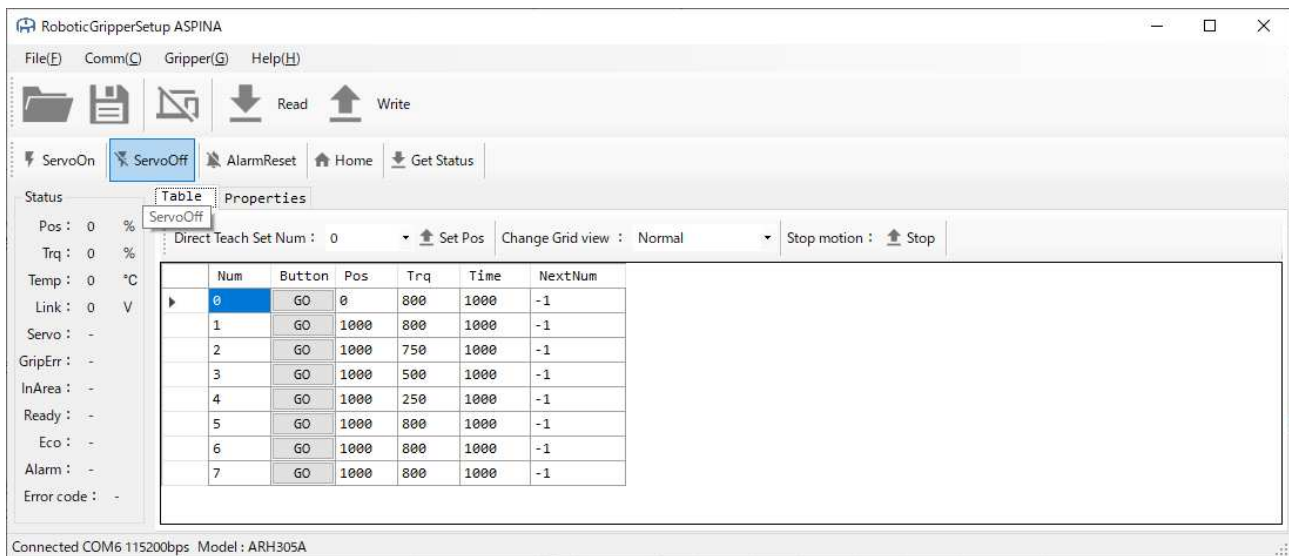 RoboticGripperSetup ASPINA
File(F) Comm(C) Gripper(G) Help(H)
Read Write
ServoOn ServoOff AlarmReset Home Get Status
Status
Pos： 0 %
Trq： 0 %
Temp： 0 ℃
Link： 0 V
Servo： -
GripErr： -
InArea： -
Ready： -
Eco： -
Alarm： -
Error code： -
Table Properties
ServoOff
Direct Teach Set Num： 0 Set Pos Change Grid view： Normal Stop motion： Stop
Num Button Pos Trq Time NextNum
0 GO 0 800 1000 -1
1 GO 1000 800 1000 -1
2 GO 1000 750 1000 -1
3 GO 1000 500 1000 -1
4 GO 1000 250 1000 -1
5 GO 1000 800 1000 -1
6 GO 1000 800 1000 -1
7 GO 1000 800 1000 -1
Connected COM6 115200bps Model : ARH305A